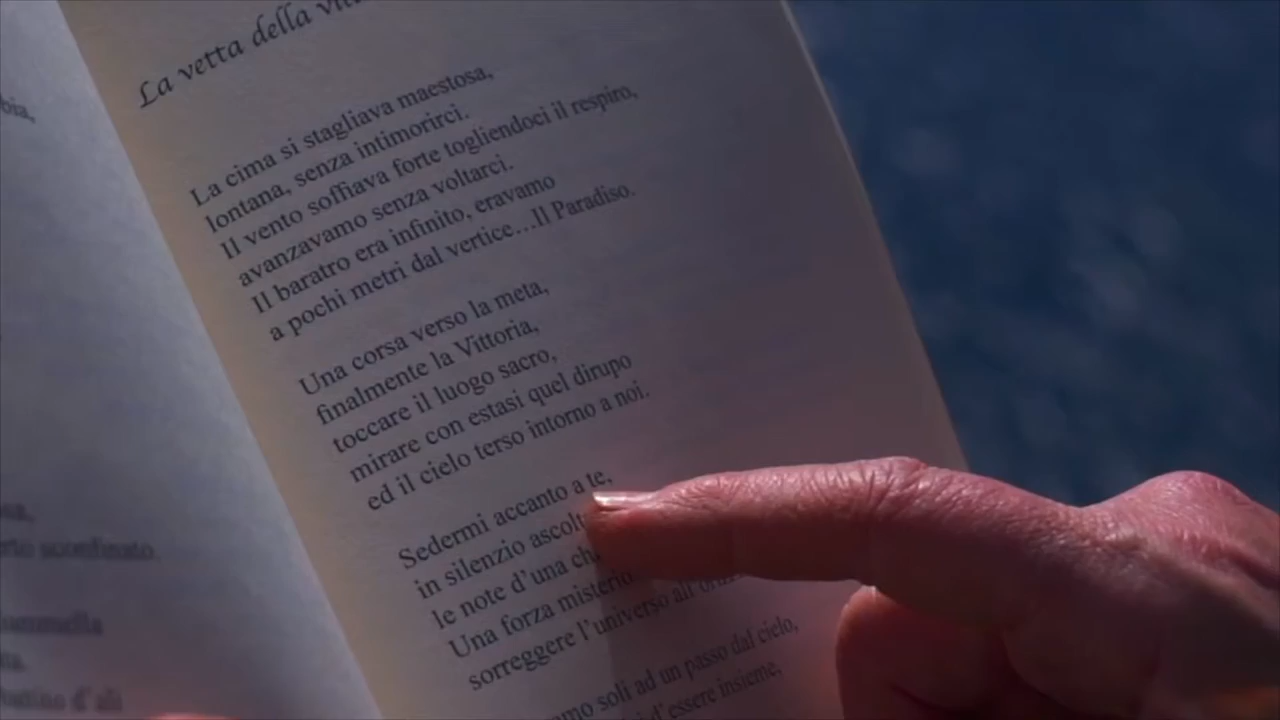 bia,
sconfinato
d'ali
La vetta della
La cima si stagliava maestosa,
lontana, senza intimorirci.
Il vento soffiava forte togliendoci il respiro,
avanzavamo senza voltarci.
Il baratro era infinito, eravamo
a pochi metri dal vertice...Il Paradiso.
Una corsa verso la meta,
finalmente la Vittoria,
toccare il luogo sacro,
mirare con estasi quel dirupo
ed il cielo terso intorno a noi.
Sedermi accanto a te,
in silenzio
le note d'una
Una forza
sorreggere l'universo
soli ad un passo dal cielo,
d'essere insieme,